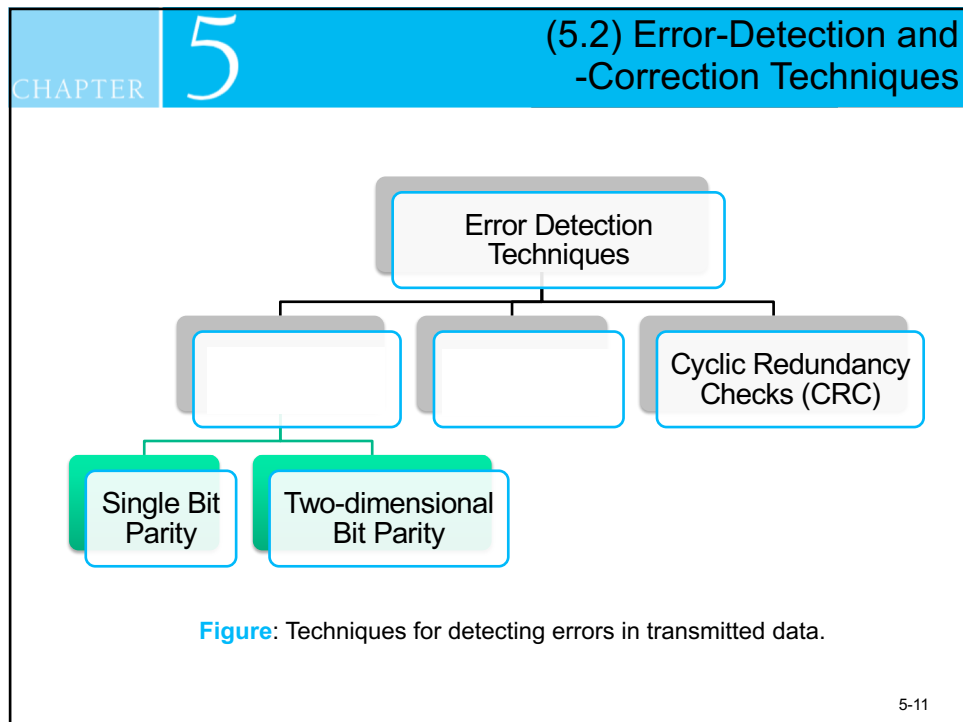 CHAPTER 5
(5.2) Error-Detection and
-Correction Techniques
Error Detection
Techniques
Cyclic Redundancy
Checks (CRC)
Single Bit
Parity
Two-dimensional
Bit Parity
Figure: Techniques for detecting errors in transmitted data.
5-11